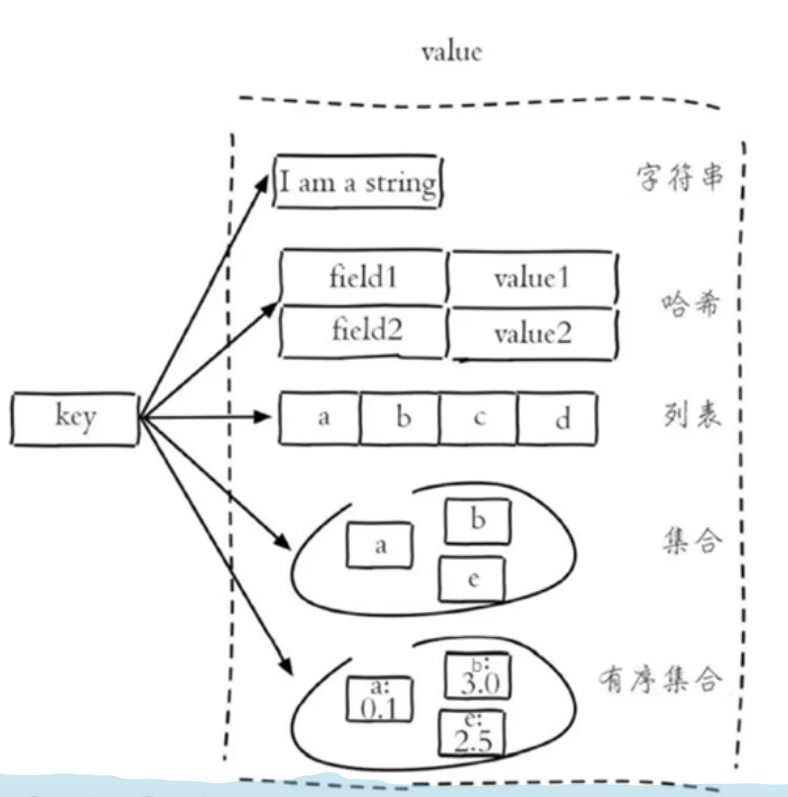 value
I am a string
字符串
field1 value1
field2 value2
哈希
key
a b c d
列表
a
b
e
集合
a:
0.1
b:
3.0
e:
2.5
有序集合